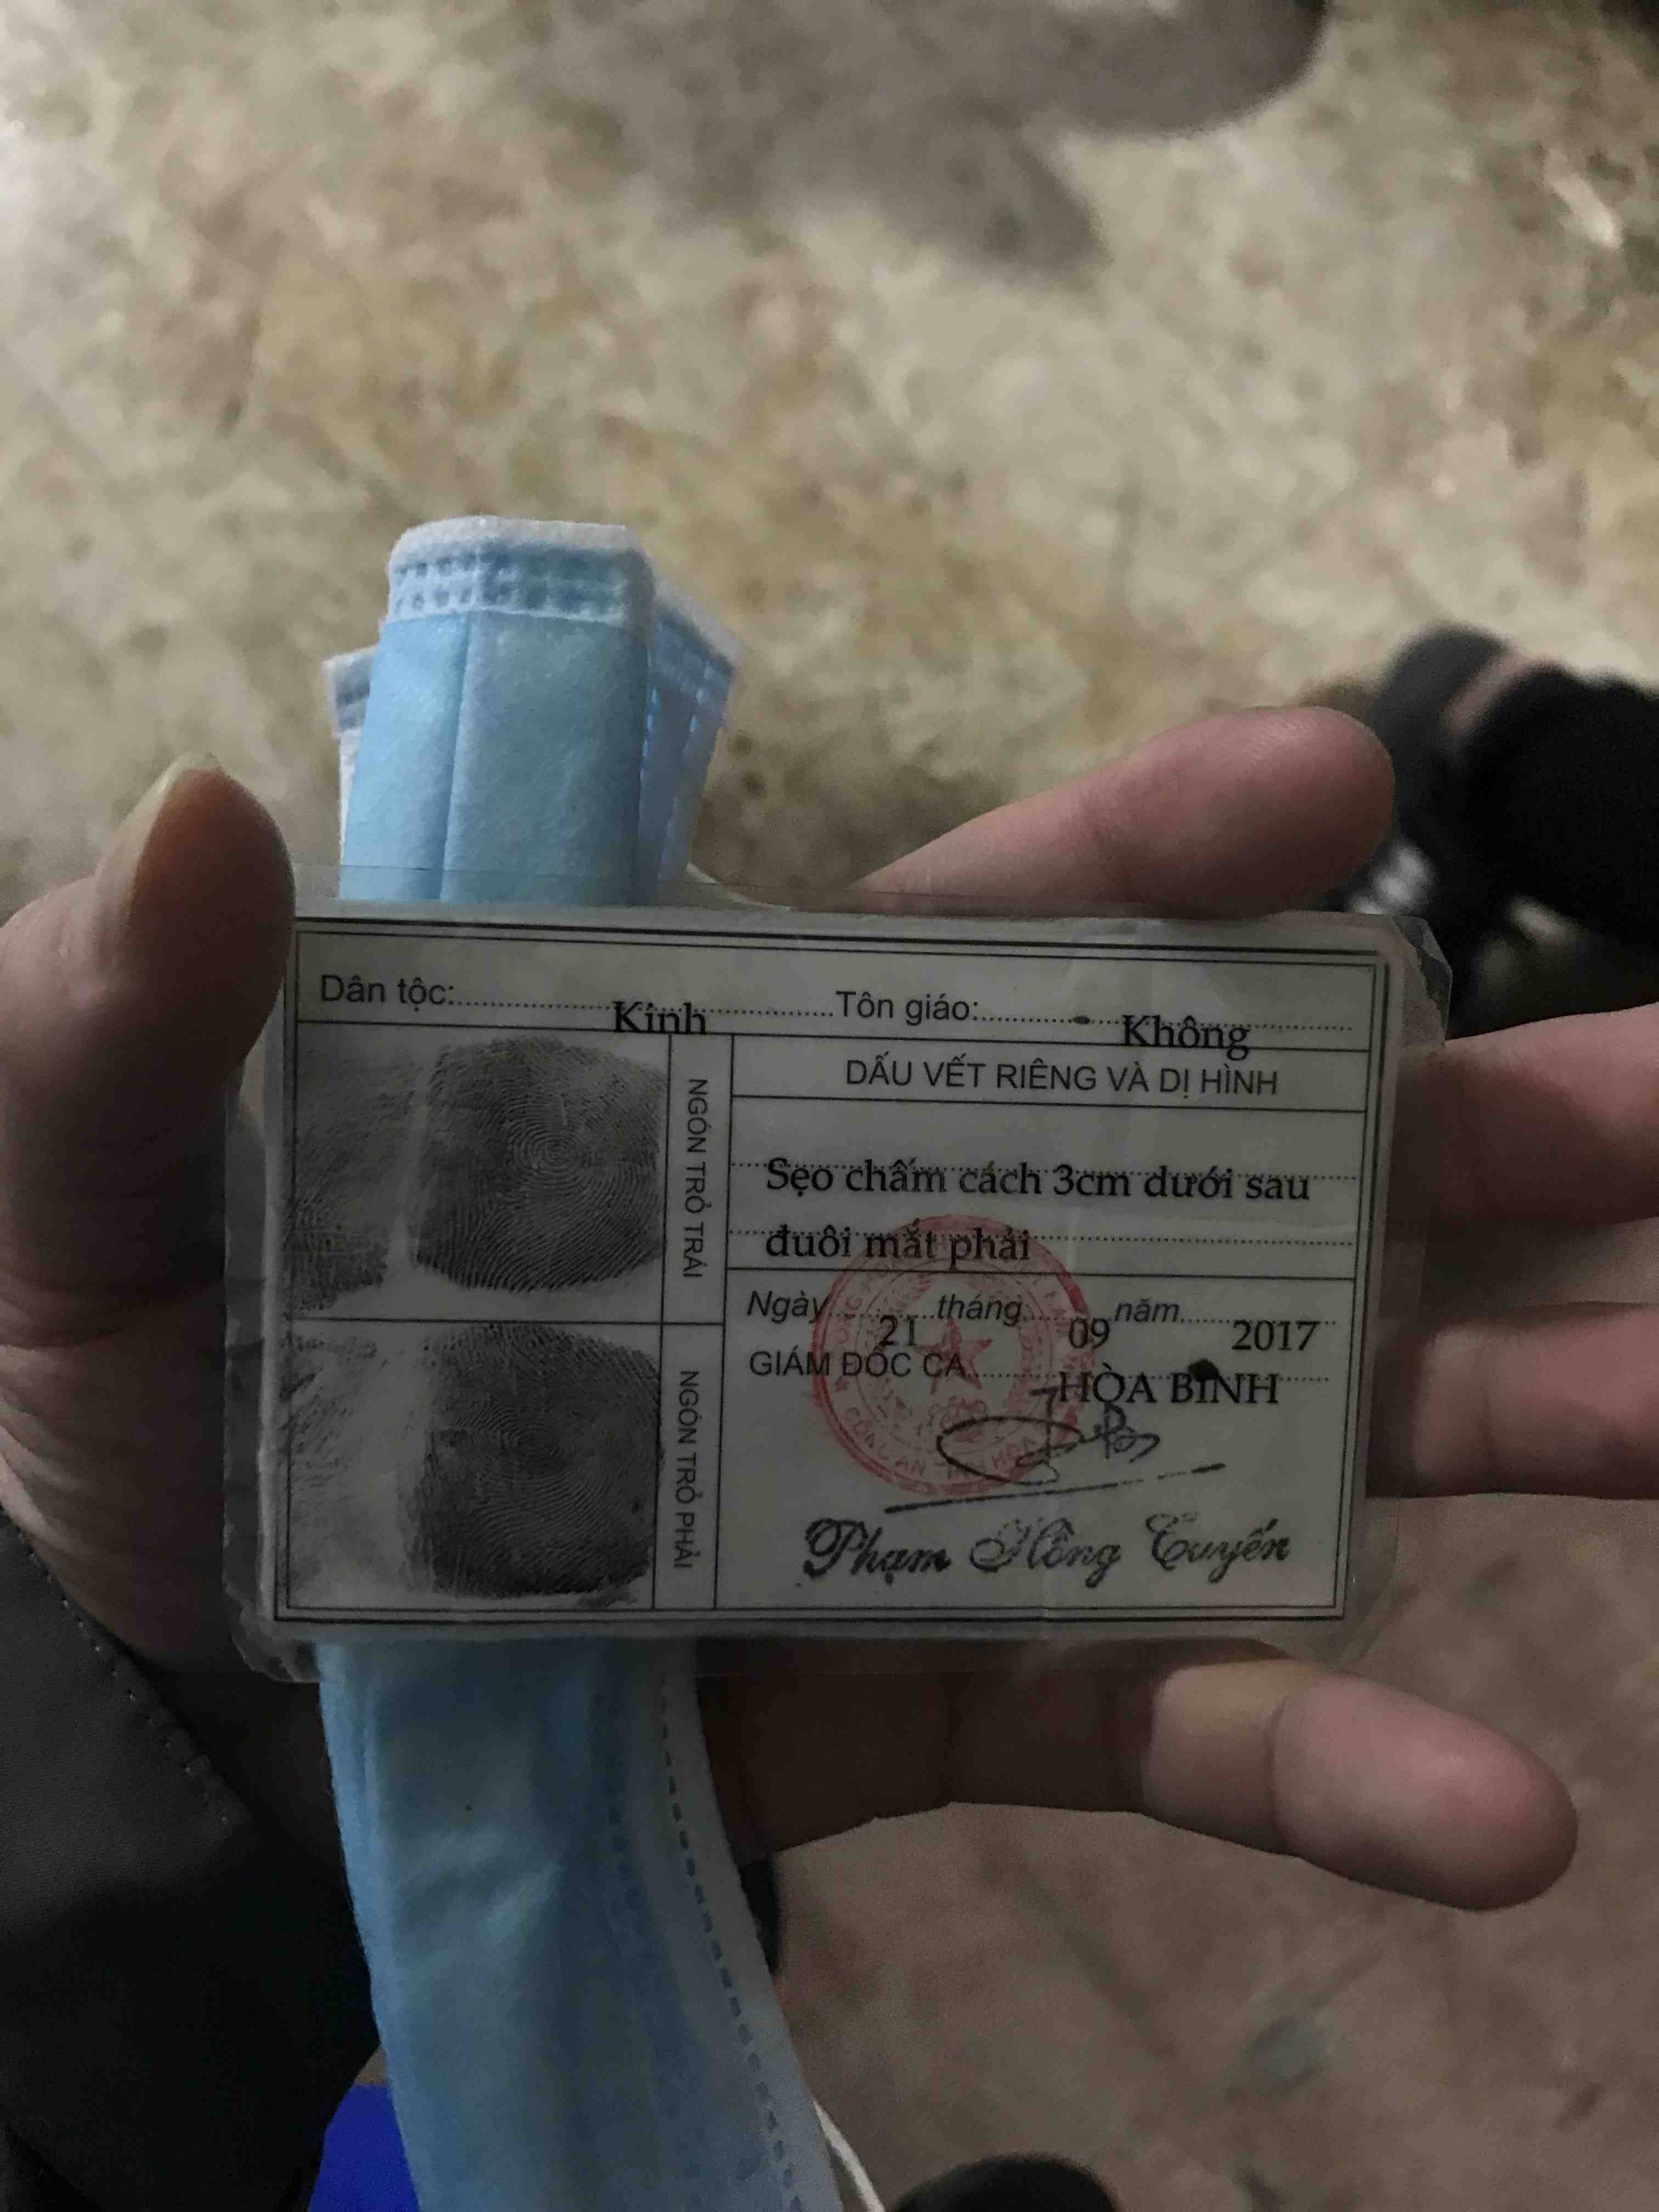 Dân tộc: Kinh Tôn giáo: Không
NGÓN TRỎ TRÁI
DẤU VẾT RIÊNG VÀ DỊ HÌNH
Sẹo chấm cách 3cm dưới sau
đuôi mắt phải
Ngày 21 tháng 09 năm 2017
GIÁM ĐỐC CA HÒA BÌNH
NGÓN TRỎ PHẢI
Phạm Hồng Tuyến